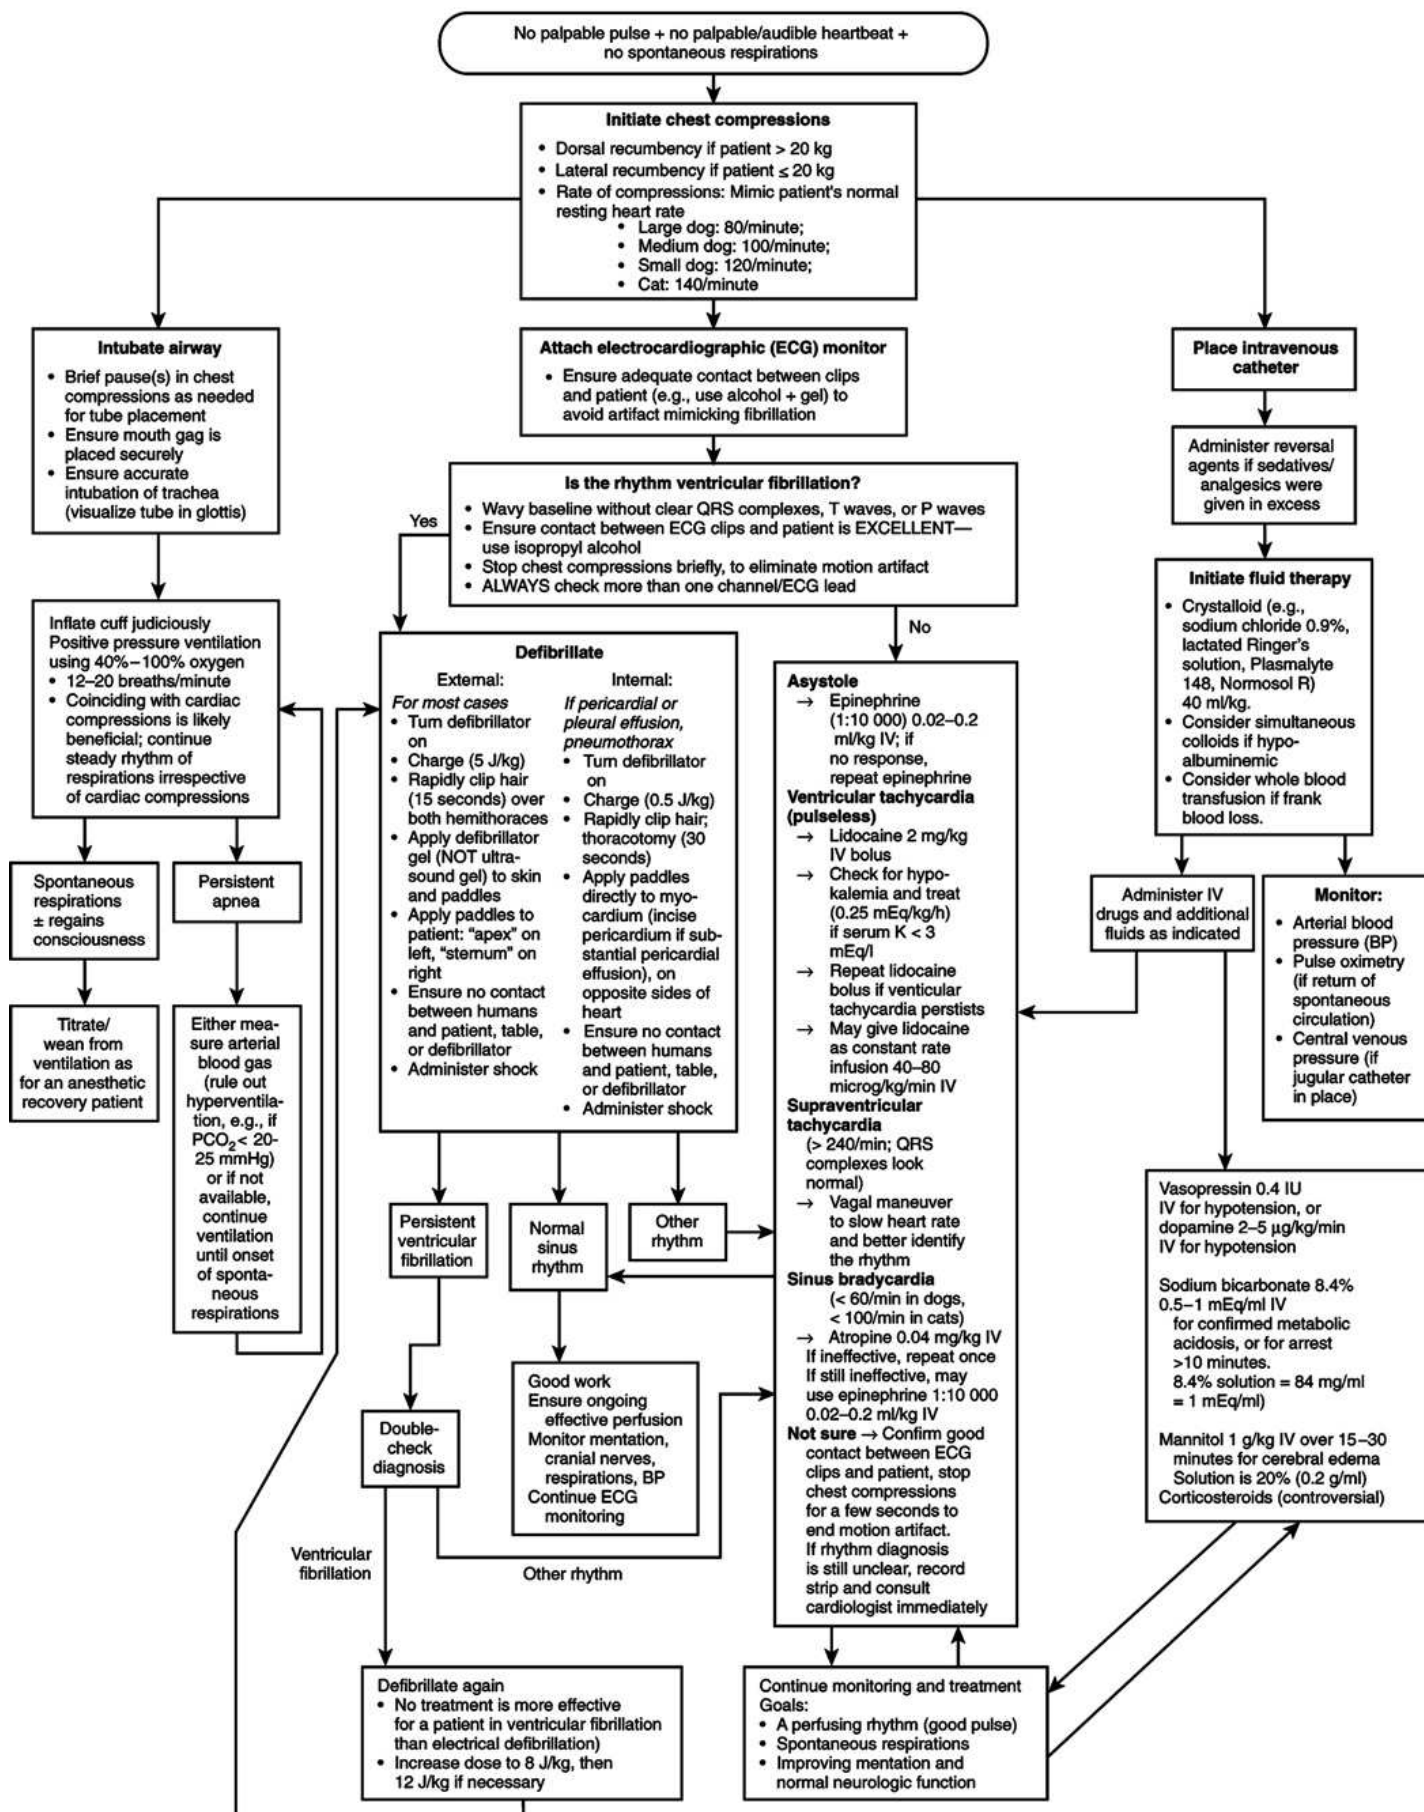 No palpable pulse + no palpable/audible heartbeat +
no spontaneous respirations
Initiate chest compressions
• Dorsal recumbency if patient > 20 kg
• Lateral recumbency if patient ≤ 20 kg
• Rate of compressions: Mimic patient's normal
resting heart rate
• Large dog: 80/minute;
• Medium dog: 100/minute;
• Small dog: 120/minute;
• Cat: 140/minute
Intubate airway
• Brief pause(s) in chest
compressions as needed
for tube placement
• Ensure mouth gag is
placed securely
• Ensure accurate
intubation of trachea
(visualize tube in glottis)
Attach electrocardiographic (ECG) monitor
• Ensure adequate contact between clips
and patient (e.g., use alcohol + gel) to
avoid artifact mimicking fibrillation
Place intravenous
catheter
Administer reversal
agents if sedatives/
analgesics were
given in excess
Is the rhythm ventricular fibrillation?
• Wavy baseline without clear QRS complexes, T waves, or P waves
• Ensure contact between ECG clips and patient is EXCELLENT—
use isopropyl alcohol
• Stop chest compressions briefly, to eliminate motion artifact
• ALWAYS check more than one channel/ECG lead
Yes
No
Inflate cuff judiciously
Positive pressure ventilation
using 40%–100% oxygen
• 12–20 breaths/minute
• Coinciding with cardiac
compressions is likely
beneficial; continue
steady rhythm of
respirations irrespective
of cardiac compressions
Spontaneous
respirations
± regains
consciousness
Persistent
apnea
Titrate/
wean from
ventilation as
for an anesthetic
recovery patient
Either mea-
sure arterial
blood gas
(rule out
hyperventila-
tion, e.g., if
PCO2< 20-
25 mmHg)
or if not
available,
continue
ventilation
until onset
of sponta-
neous
respirations
Defibrillate
External:
For most cases
• Turn defibrillator
on
• Charge (5 J/kg)
• Rapidly clip hair
(15 seconds) over
both hemithoraces
• Apply defibrillator
gel (NOT ultra-
sound gel) to skin
and paddles
• Apply paddles to
patient: “apex” on
left, “sternum” on
right
• Ensure no contact
between humans
and patient, table,
or defibrillator
• Administer shock
Internal:
If pericardial or
pleural effusion,
pneumothorax
• Turn defibrillator
on
• Charge (0.5 J/kg)
• Rapidly clip hair;
thoracotomy (30
seconds)
• Apply paddles
directly to myo-
cardium (incise
pericardium if sub-
stantial pericardial
effusion), on
opposite sides of
heart
• Ensure no contact
between humans
and patient, table,
or defibrillator
• Administer shock
Persistent
ventricular
fibrillation
Normal
sinus
rhythm
Other
rhythm
Double-
check
diagnosis
Good work
Ensure ongoing
effective perfusion
Monitor mentation,
cranial nerves,
respirations, BP
Continue ECG
monitoring
Ventricular
fibrillation
Other rhythm
Defibrillate again
• No treatment is more effective
for a patient in ventricular fibrillation
than electrical defibrillation)
• Increase dose to 8 J/kg, then
12 J/kg if necessary
Asystole
→ Epinephrine
(1:10 000) 0.02–0.2
ml/kg IV; if
no response,
repeat epinephrine
Ventricular tachycardia
(pulseless)
→ Lidocaine 2 mg/kg
IV bolus
→ Check for hypo-
kalemia and treat
(0.25 mEq/kg/h)
if serum K < 3
mEq/l
→ Repeat lidocaine
bolus if venticular
tachycardia perstists
→ May give lidocaine
as constant rate
infusion 40–80
microg/kg/min IV
Supraventricular
tachycardia
(> 240/min; QRS
complexes look
normal)
→ Vagal maneuver
to slow heart rate
and better identify
the rhythm
Sinus bradycardia
(< 60/min in dogs,
< 100/min in cats)
→ Atropine 0.04 mg/kg IV
If ineffective, repeat once
If still ineffective, may
use epinephrine 1:10 000
0.02–0.2 ml/kg IV
Not sure → Confirm good
contact between ECG
clips and patient, stop
chest compressions
for a few seconds to
end motion artifact.
If rhythm diagnosis
is still unclear, record
strip and consult
cardiologist immediately
Continue monitoring and treatment
Goals:
• A perfusing rhythm (good pulse)
• Spontaneous respirations
• Improving mentation and
normal neurologic function
Initiate fluid therapy
• Crystalloid (e.g.,
sodium chloride 0.9%,
lactated Ringer's
solution, Plasmalyte
148, Normosol R)
40 ml/kg.
• Consider simultaneous
colloids if hypo-
albuminemic
• Consider whole blood
transfusion if frank
blood loss.
Administer IV
drugs and additional
fluids as indicated
Monitor:
• Arterial blood
pressure (BP)
• Pulse oximetry
(if return of
spontaneous
circulation)
• Central venous
pressure (if
jugular catheter
in place)
Vasopressin 0.4 IU
IV for hypotension, or
dopamine 2–5 µg/kg/min
IV for hypotension
Sodium bicarbonate 8.4%
0.5–1 mEq/ml IV
for confirmed metabolic
acidosis, or for arrest
>10 minutes.
8.4% solution = 84 mg/ml
= 1 mEq/ml)
Mannitol 1 g/kg IV over 15–30
minutes for cerebral edema
Solution is 20% (0.2 g/ml)
Corticosteroids (controversial)